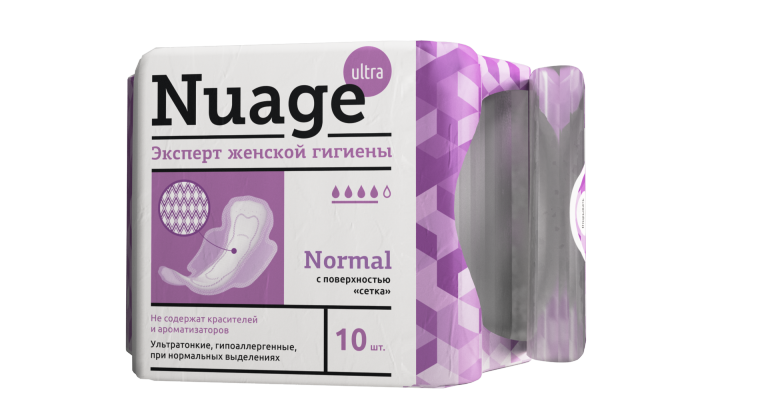 ultra
Nuage
Эксперт женской гигиены
Normal
с поверхностью
«сетка»
Не содержат красителей
и ароматизаторов
Ультратонкие, гипоаллергенные,
при нормальных выделениях
10 шт.